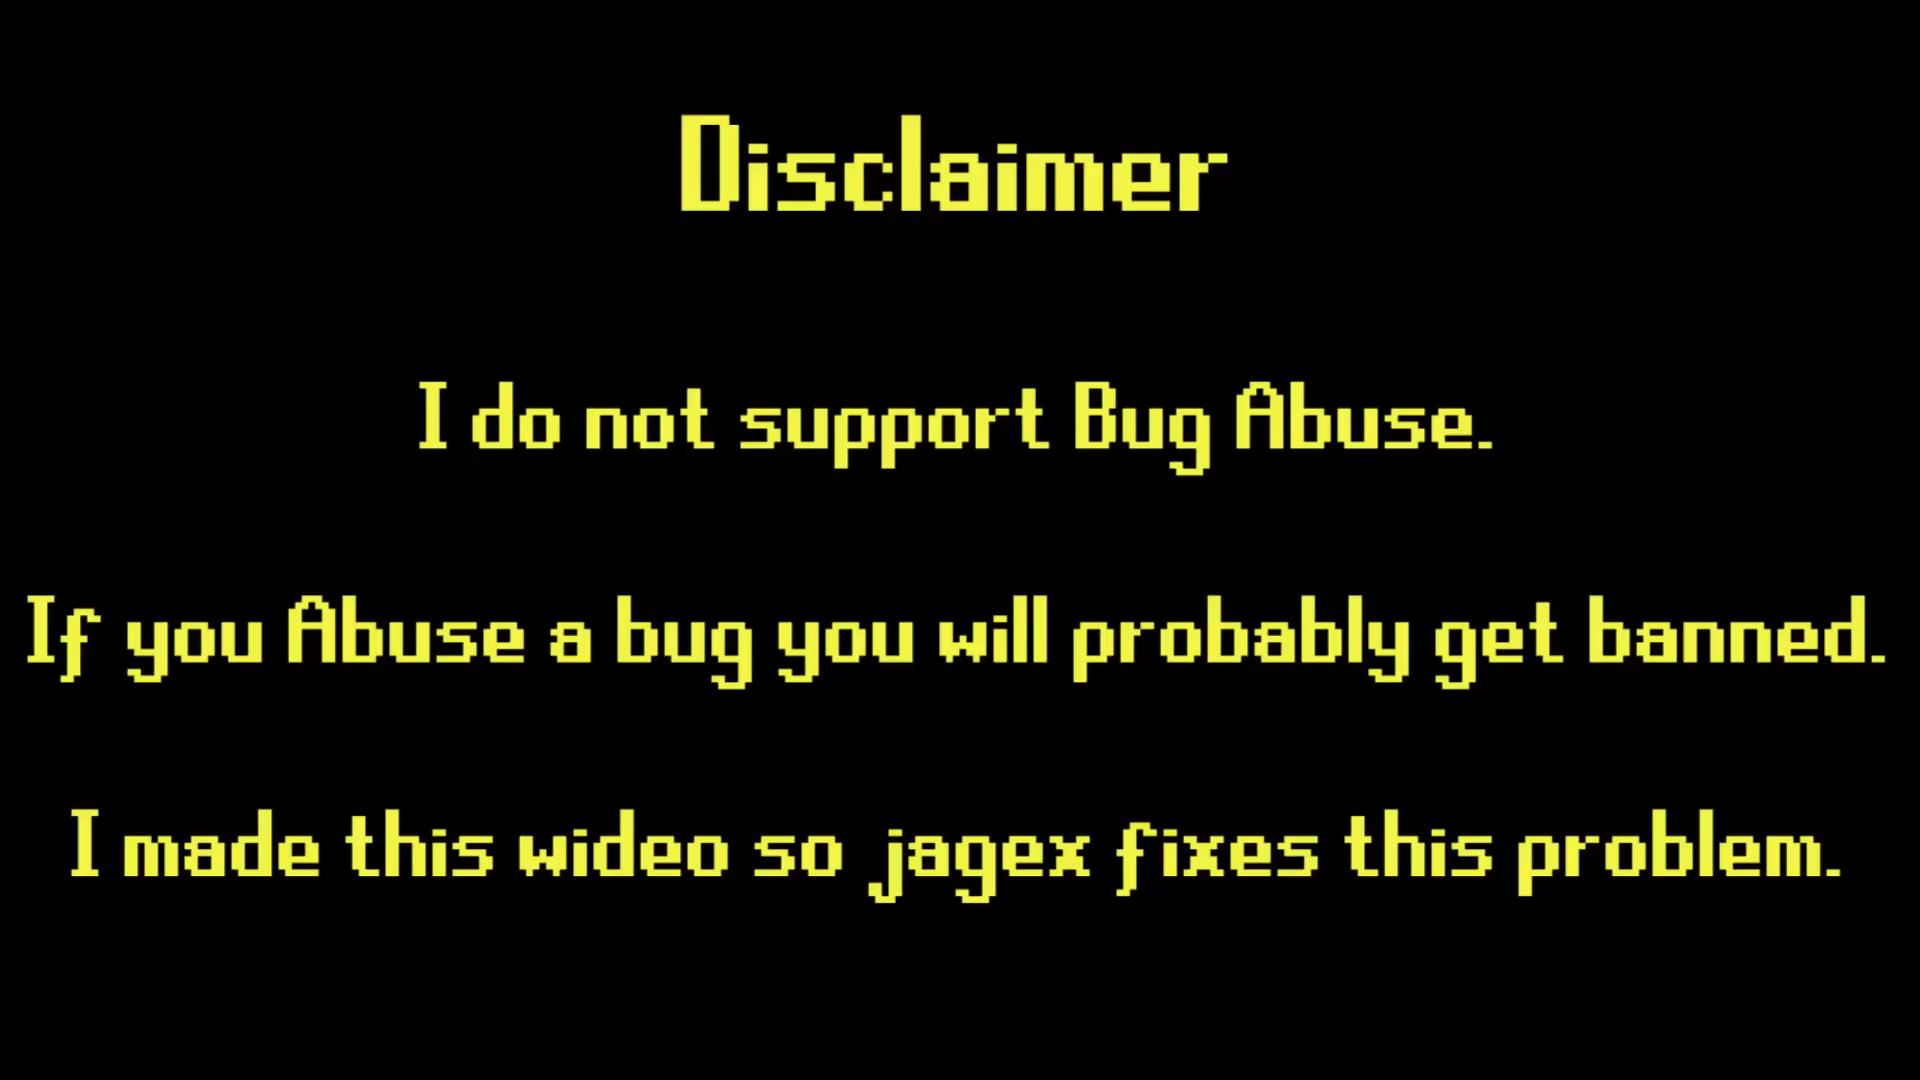 Disclaimer
I do not support Bug Abuse.
If you Abuse a bug you will probably get banned.
I made this wideo so jagex fixes this problem.